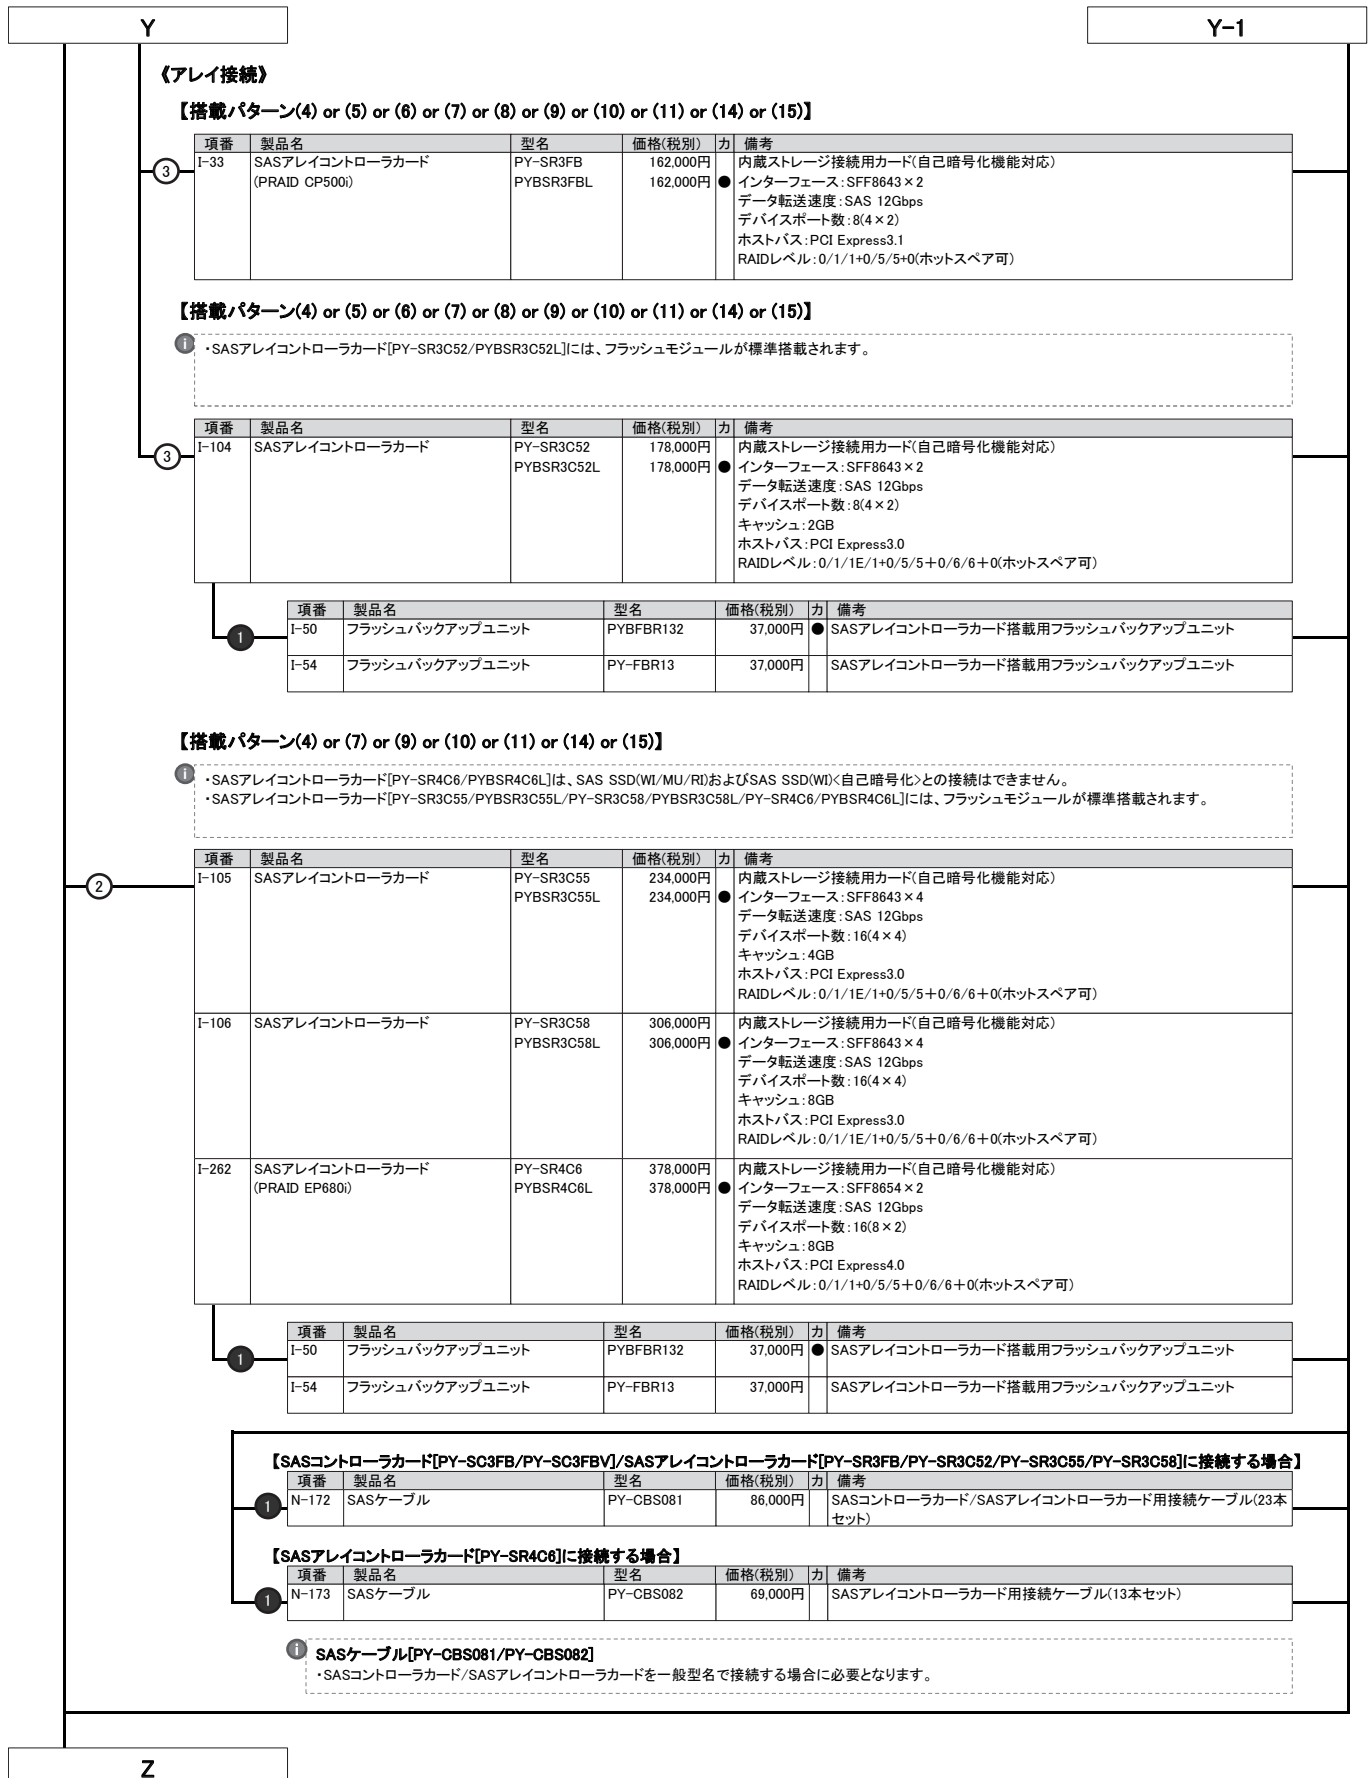 Y
Y-1
《アレイ接続》
【搭載パターン(4) or (5) or (6) or (7) or (8) or (9) or (10) or (11) or (14) or (15)】
項番 製品名 型名 価格(税別) カ 備考
3 I-33 SASアレイコントローラカード PY-SR3FB 162,000円 内蔵ストレージ接続用カード(自己暗号化機能対応)
(PRAID CP500i) PYBSR3FBL 162,000円 ● インターフェース:SFF8643×2
データ転送速度:SAS 12Gbps
デバイスポート数:8(4×2)
ホストバス:PCI Express3.1
RAIDレベル:0/1/1+0/5/5+0(ホットスペア可)
【搭載パターン(4) or (5) or (6) or (7) or (8) or (9) or (10) or (11) or (14) or (15)】
i ・SASアレイコントローラカード[PY-SR3C52/PYBSR3C52L]には、フラッシュモジュールが標準搭載されます。
項番 製品名 型名 価格(税別) カ 備考
3 I-104 SASアレイコントローラカード PY-SR3C52 178,000円 内蔵ストレージ接続用カード(自己暗号化機能対応)
PYBSR3C52L 178,000円 ● インターフェース:SFF8643×2
データ転送速度:SAS 12Gbps
デバイスポート数:8(4×2)
キャッシュ:2GB
ホストバス:PCI Express3.0
RAIDレベル:0/1/1E/1+0/5/5+0/6/6+0(ホットスペア可)
項番 製品名 型名 価格(税別) カ 備考
1 I-50 フラッシュバックアップユニット PYBFBR132 37,000円 ● SASアレイコントローラカード搭載用フラッシュバックアップユニット
I-54 フラッシュバックアップユニット PY-FBR13 37,000円 SASアレイコントローラカード搭載用フラッシュバックアップユニット
【搭載パターン(4) or (7) or (9) or (10) or (11) or (14) or (15)】
i ・SASアレイコントローラカード[PY-SR4C6/PYBSR4C6L]は、SAS SSD(WI/MU/RI)およびSAS SSD(WI)<自己暗号化>との接続はできません。
・SASアレイコントローラカード[PY-SR3C55/PYBSR3C55L/PY-SR3C58/PYBSR3C58L/PY-SR4C6/PYBSR4C6L]には、フラッシュモジュールが標準搭載されます。
項番 製品名 型名 価格(税別) カ 備考
2 I-105 SASアレイコントローラカード PY-SR3C55 234,000円 内蔵ストレージ接続用カード(自己暗号化機能対応)
PYBSR3C55L 234,000円 ● インターフェース:SFF8643×4
データ転送速度:SAS 12Gbps
デバイスポート数:16(4×4)
キャッシュ:4GB
ホストバス:PCI Express3.0
RAIDレベル:0/1/1E/1+0/5/5+0/6/6+0(ホットスペア可)
I-106 SASアレイコントローラカード PY-SR3C58 306,000円 内蔵ストレージ接続用カード(自己暗号化機能対応)
PYBSR3C58L 306,000円 ● インターフェース:SFF8643×4
データ転送速度:SAS 12Gbps
デバイスポート数:16(4×4)
キャッシュ:8GB
ホストバス:PCI Express3.0
RAIDレベル:0/1/1E/1+0/5/5+0/6/6+0(ホットスペア可)
I-262 SASアレイコントローラカード PY-SR4C6 378,000円 内蔵ストレージ接続用カード(自己暗号化機能対応)
(PRAID EP680i) PYBSR4C6L 378,000円 ● インターフェース:SFF8654×2
データ転送速度:SAS 12Gbps
デバイスポート数:16(8×2)
キャッシュ:8GB
ホストバス:PCI Express4.0
RAIDレベル:0/1/1+0/5/5+0/6/6+0(ホットスペア可)
項番 製品名 型名 価格(税別) カ 備考
1 I-50 フラッシュバックアップユニット PYBFBR132 37,000円 ● SASアレイコントローラカード搭載用フラッシュバックアップユニット
I-54 フラッシュバックアップユニット PY-FBR13 37,000円 SASアレイコントローラカード搭載用フラッシュバックアップユニット
【SASコントローラカード[PY-SC3FB/PY-SC3FBV]/SASアレイコントローラカード[PY-SR3FB/PY-SR3C52/PY-SR3C55/PY-SR3C58]に接続する場合】
項番 製品名 型名 価格(税別) カ 備考
1 N-172 SASケーブル PY-CBS081 86,000円 SASコントローラカード/SASアレイコントローラカード用接続ケーブル(23本
セット)
【SASアレイコントローラカード[PY-SR4C6]に接続する場合】
項番 製品名 型名 価格(税別) カ 備考
1 N-173 SASケーブル PY-CBS082 69,000円 SASアレイコントローラカード用接続ケーブル(13本セット)
i SASケーブル[PY-CBS081/PY-CBS082]
・SASコントローラカード/SASアレイコントローラカードを一般型名で接続する場合に必要となります。
Z